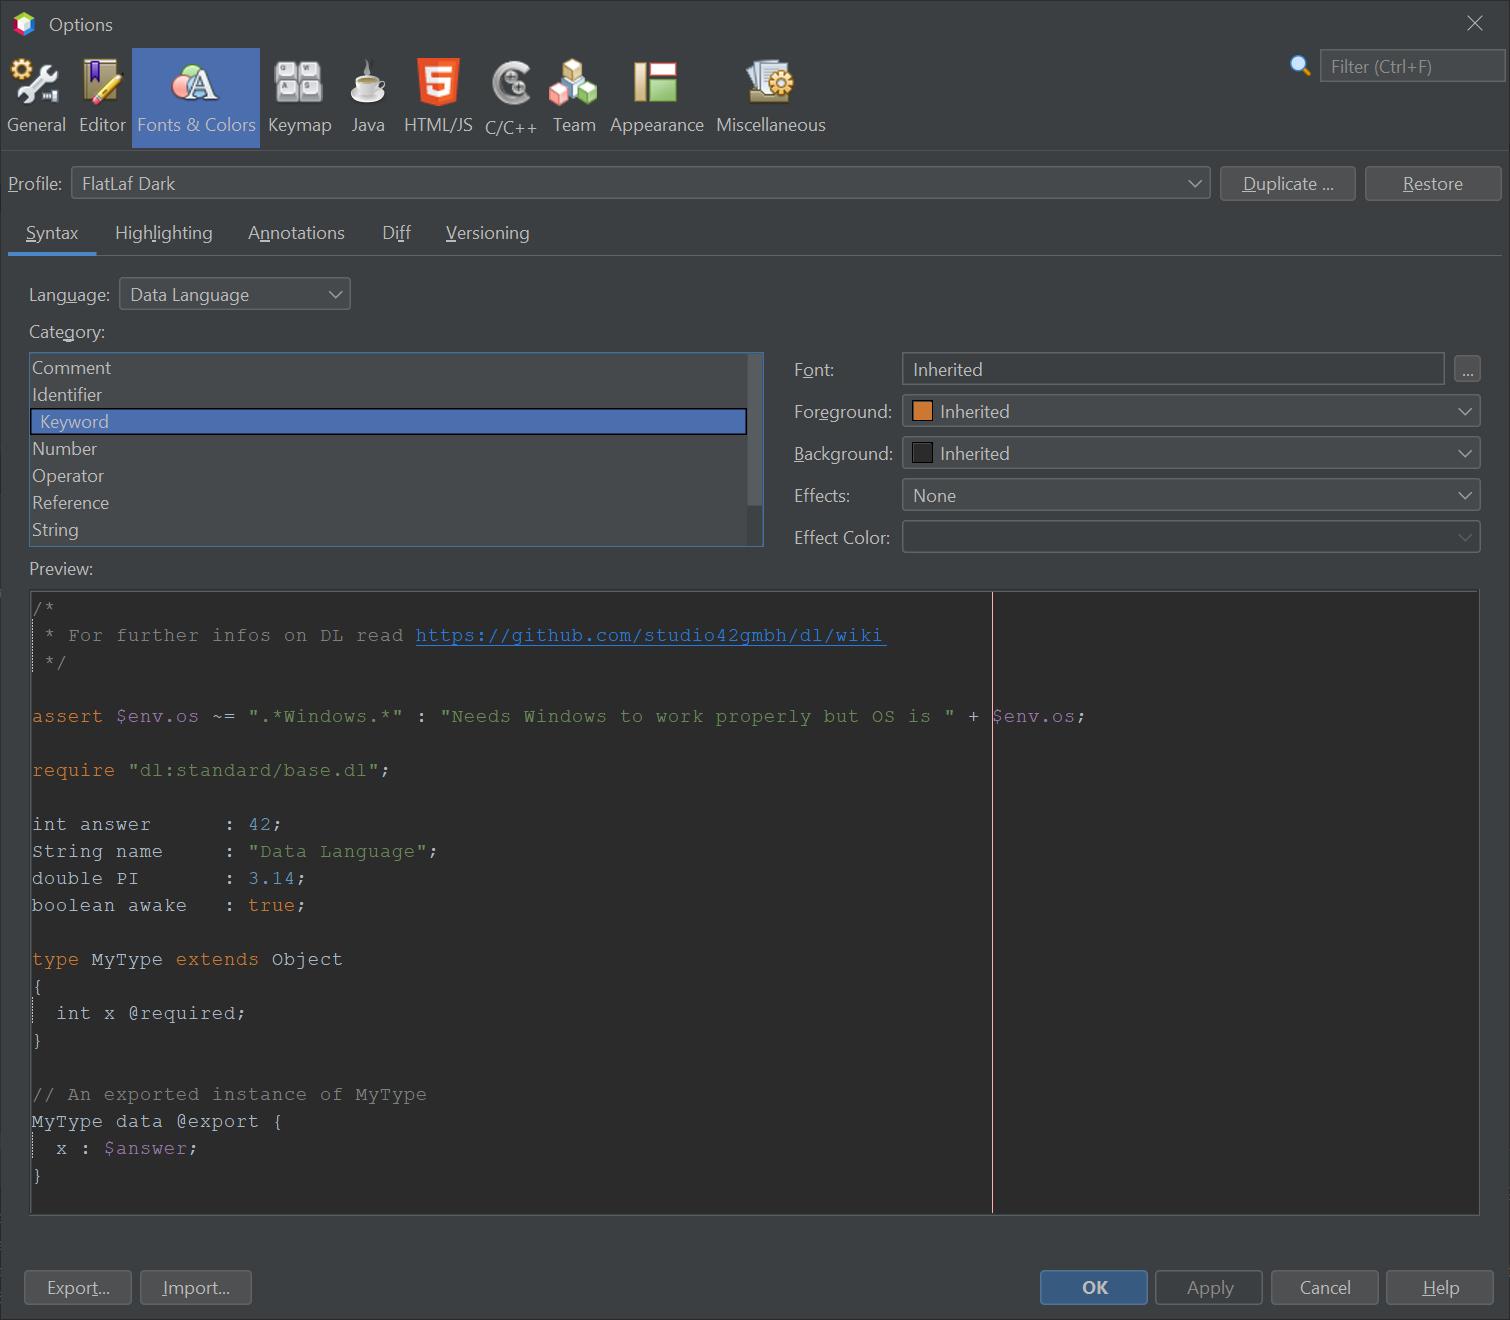 Options
General Editor Fonts & Colors Keymap Java HTML/JS C/C++ Team Appearance Miscellaneous
Filter (Ctrl+F)
Profile: FlatLaf Dark Duplicate ... Restore
Syntax Highlighting Annotations Diff Versioning
Language: Data Language
Category:
Comment
Identifier
Keyword
Number
Operator
Reference
String
Font: Inherited ...
Foreground: Inherited
Background: Inherited
Effects: None
Effect Color:
Preview:
/*
 * For further infos on DL read https://github.com/studio42gmbh/dl/wiki
 */
assert $env.os ~= ".*Windows.*" : "Needs Windows to work properly but OS is " + $env.os;
require "dl:standard/base.dl";
int answer      : 42;
String name     : "Data Language";
double PI       : 3.14;
boolean awake   : true;
type MyType extends Object
{
  int x @required;
}
// An exported instance of MyType
MyType data @export {
  x : $answer;
}
Export... Import... OK Apply Cancel Help